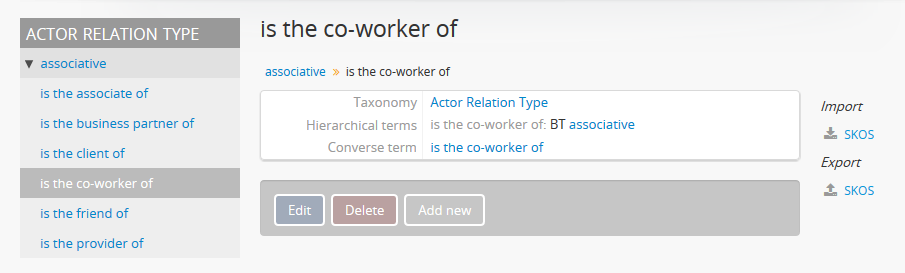 ACTOR RELATION TYPE
▼ associative
is the associate of
is the business partner of
is the client of
is the co-worker of
is the friend of
is the provider of
is the co-worker of
associative » is the co-worker of
Taxonomy Actor Relation Type
Hierarchical terms is the co-worker of: BT associative
Converse term is the co-worker of
Edit Delete Add new
Import
SKOS
Export
SKOS